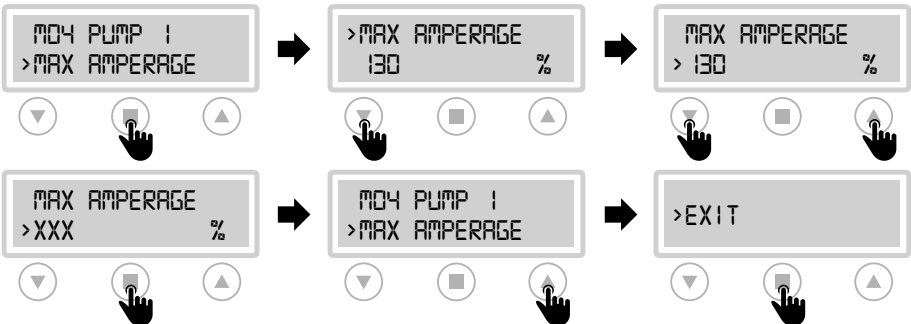 M04 PUMP 1
>MAX AMPERAGE
>MAX AMPERAGE
130 %
MAX AMPERAGE
> 130 %
MAX AMPERAGE
>XXX %
M04 PUMP 1
>MAX AMPERAGE
>EXIT